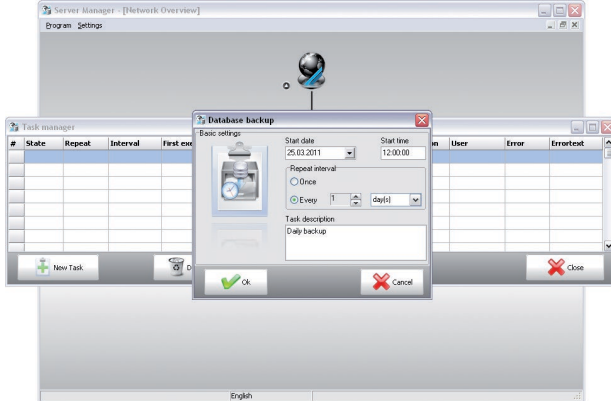 Server Manager - [Network Overview]
Program Settings
Task manager
# State Repeat Interval First exe
User Error Errortext
Database backup
Basic settings
Start date
25.03.2011
Start time
12:00:00
Repeat interval
Once
Every 1 day(s)
Task description
Daily backup
Ok
Cancel
New Task
D
Close
English